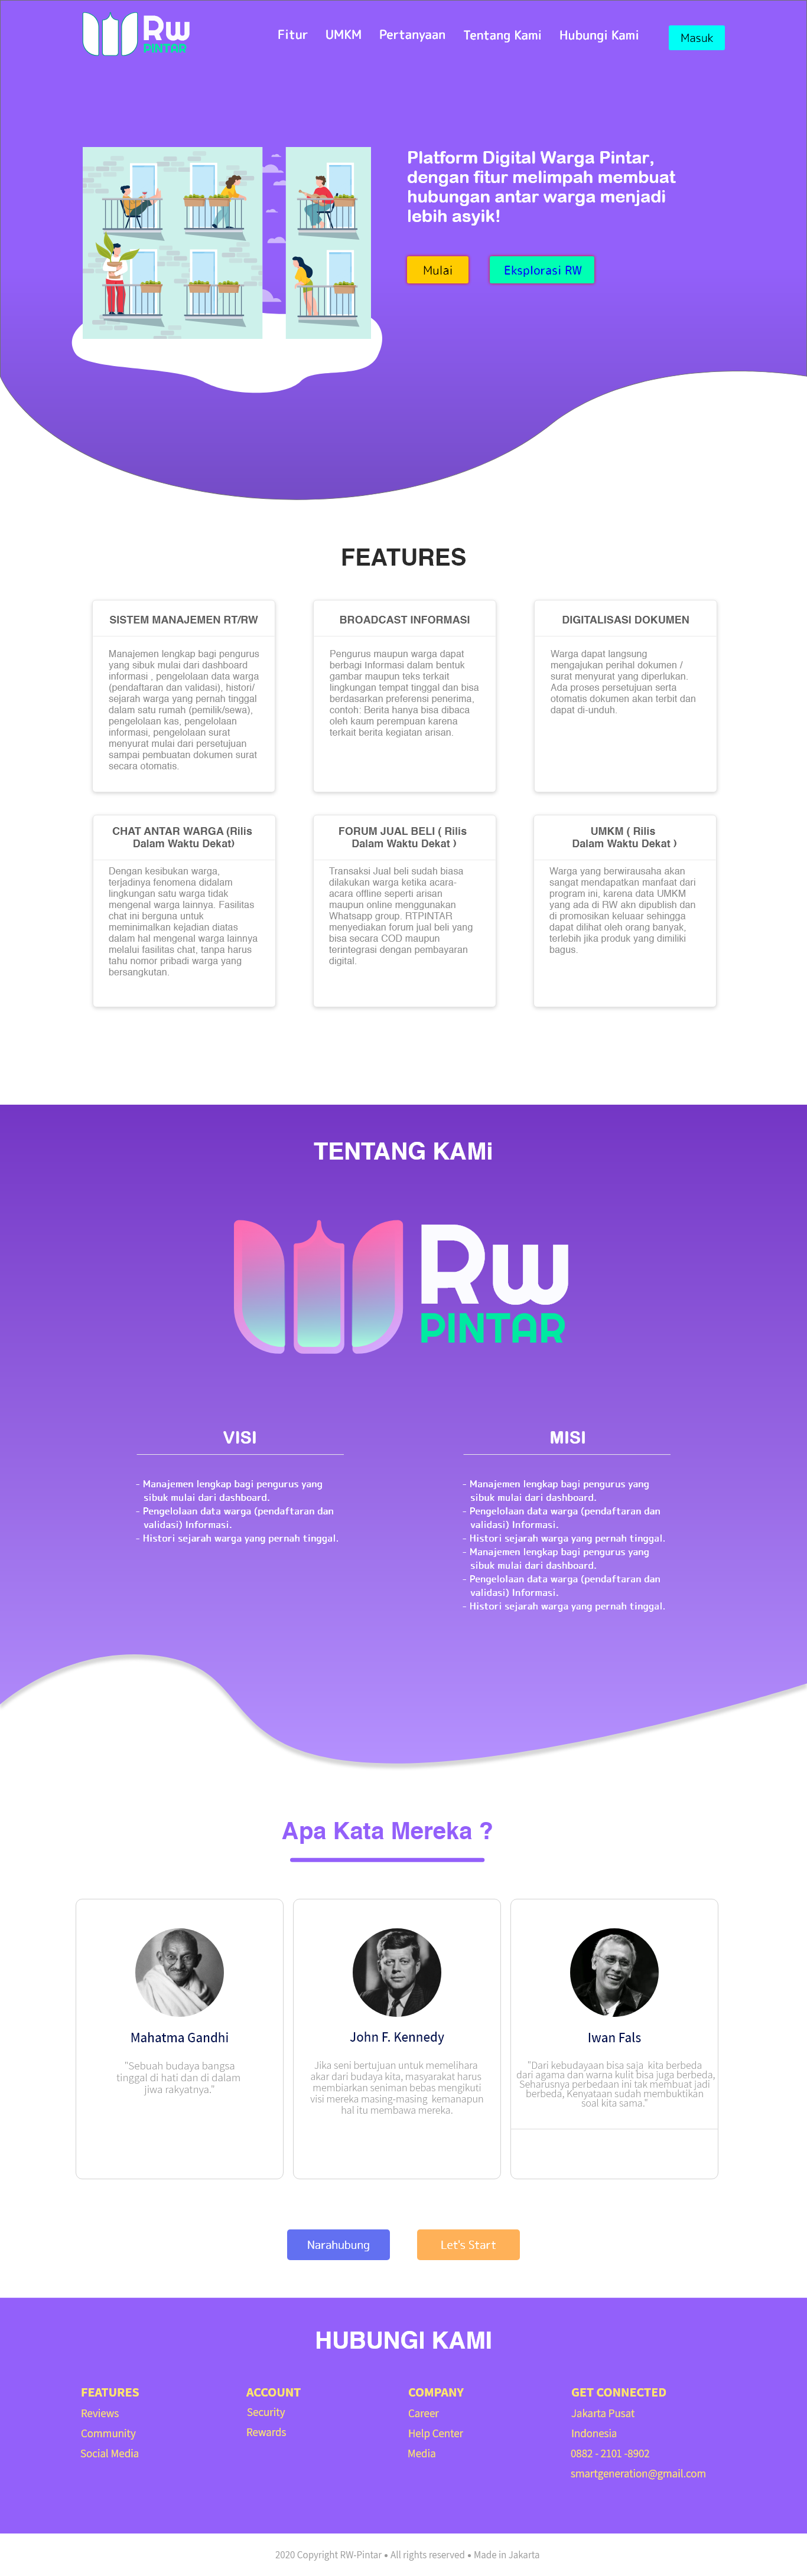 Rw
PINTAR
Fitur UMKM Pertanyaan Tentang Kami Hubungi Kami Masuk
Platform Digital Warga Pintar,
dengan fitur melimpah membuat
hubungan antar warga menjadi
lebih asyik!
Mulai Eksplorasi RW
FEATURES
SISTEM MANAJEMEN RT/RW
Manajemen lengkap bagi pengurus
yang sibuk mulai dari dashboard
informasi , pengelolaan data warga
(pendaftaran dan validasi), histori/
sejarah warga yang pernah tinggal
dalam satu rumah (pemilik/sewa),
pengelolaan kas, pengelolaan
informasi, pengelolaan surat
menyurat mulai dari persetujuan
sampai pembuatan dokumen surat
secara otomatis.
BROADCAST INFORMASI
Pengurus maupun warga dapat
berbagi Informasi dalam bentuk
gambar maupun teks terkait
lingkungan tempat tinggal dan bisa
berdasarkan preferensi penerima,
contoh: Berita hanya bisa dibaca
oleh kaum perempuan karena
terkait berita kegiatan arisan.
DIGITALISASI DOKUMEN
Warga dapat langsung
mengajukan perihal dokumen /
surat menyurat yang diperlukan.
Ada proses persetujuan serta
otomatis dokumen akan terbit dan
dapat di-unduh.
CHAT ANTAR WARGA (Rilis
Dalam Waktu Dekat)
Dengan kesibukan warga,
terjadinya fenomena didalam
lingkungan satu warga tidak
mengenal warga lainnya. Fasilitas
chat ini berguna untuk
meminimalkan kejadian diatas
dalam hal mengenal warga lainnya
melalui fasilitas chat, tanpa harus
tahu nomor pribadi warga yang
bersangkutan.
FORUM JUAL BELI ( Rilis
Dalam Waktu Dekat )
Transaksi Jual beli sudah biasa
dilakukan warga ketika acara-
acara offline seperti arisan
maupun online menggunakan
Whatsapp group. RTPINTAR
menyediakan forum jual beli yang
bisa secara COD maupun
terintegrasi dengan pembayaran
digital.
UMKM ( Rilis
Dalam Waktu Dekat )
Warga yang berwirausaha akan
sangat mendapatkan manfaat dari
program ini, karena data UMKM
yang ada di RW akn dipublish dan
di promosikan keluaar sehingga
dapat dilihat oleh orang banyak,
terlebih jika produk yang dimiliki
bagus.
TENTANG KAMi
Rw
PINTAR
VISI
- Manajemen lengkap bagi pengurus yang
sibuk mulai dari dashboard.
- Pengelolaan data warga (pendaftaran dan
validasi) Informasi.
- Histori sejarah warga yang pernah tinggal.
MISI
- Manajemen lengkap bagi pengurus yang
sibuk mulai dari dashboard.
- Pengelolaan data warga (pendaftaran dan
validasi) Informasi.
- Histori sejarah warga yang pernah tinggal.
- Manajemen lengkap bagi pengurus yang
sibuk mulai dari dashboard.
- Pengelolaan data warga (pendaftaran dan
validasi) Informasi.
- Histori sejarah warga yang pernah tinggal.
Apa Kata Mereka ?
Mahatma Gandhi
"Sebuah budaya bangsa
tinggal di hati dan di dalam
jiwa rakyatnya."
John F. Kennedy
Jika seni bertujuan untuk memelihara
akar dari budaya kita, masyarakat harus
membiarkan seniman bebas mengikuti
visi mereka masing-masing kemanapun
hal itu membawa mereka.
Iwan Fals
"Dari kebudayaan bisa saja kita berbeda
dari agama dan warna kulit bisa juga berbeda,
Seharusnya perbedaan ini tak membuat jadi
berbeda, Kenyataan sudah membuktikan
soal kita sama."
Narahubung Let's Start
HUBUNGI KAMI
FEATURES
Reviews
Community
Social Media
ACCOUNT
Security
Rewards
COMPANY
Career
Help Center
Media
GET CONNECTED
Jakarta Pusat
Indonesia
0882 - 2101 -8902
smartgeneration@gmail.com
2020 Copyright RW-Pintar • All rights reserved • Made in Jakarta